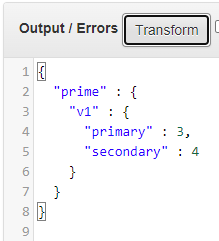 Output / Errors Transform
1 {
2 "prime" : {
3 "v1" : {
4 "primary" : 3,
5 "secondary" : 4
6 }
7 }
8 }
9